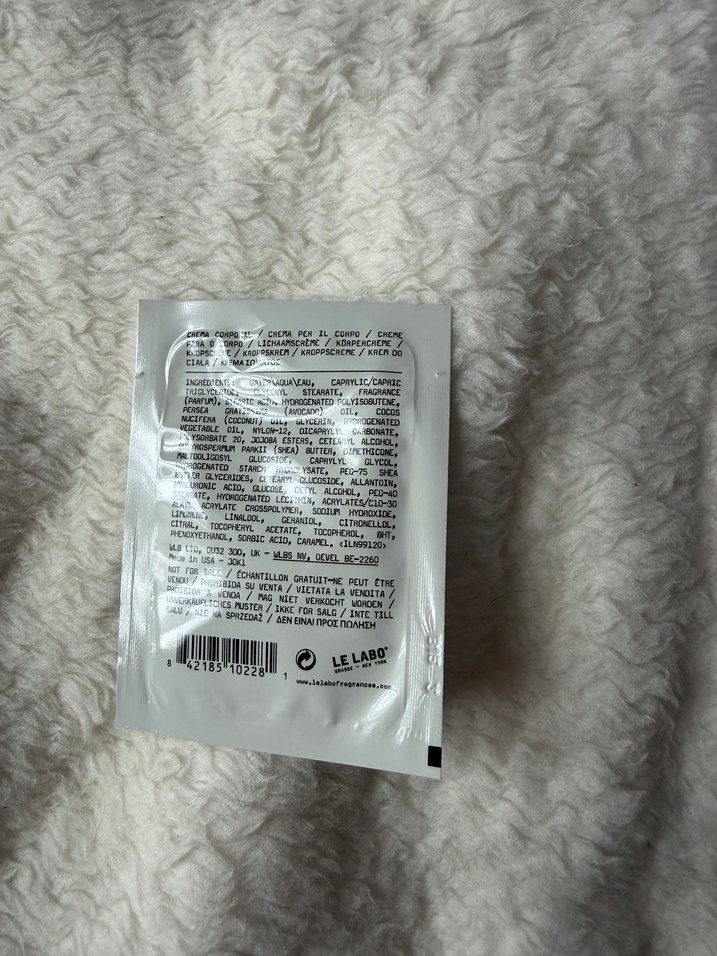 CREMA CORPORAL / CREMA PER IL CORPO / CREME
PARA O CORPO / LICHAAMSCRÈME / KÖRPERCREME /
KROPSCREME / KROPPSKREM / KROPPSCREME / KREM DO
CIAŁA / ΚΡΕΜΑ ΣΩΜΑΤΟΣ
INGREDIENTS: WATER\AQUA\EAU, CAPRYLIC/CAPRIC
TRIGLYCERIDE, GLYCERYL STEARATE, FRAGRANCE
(PARFUM), STEARIC ACID, HYDROGENATED POLYISOBUTENE,
PERSEA GRATISSIMA (AVOCADO) OIL, COCOS
NUCIFERA (COCONUT) OIL, GLYCERIN, HYDROGENATED
VEGETABLE OIL, NYLON-12, DICAPRYLYL CARBONATE,
POLYSORBATE 20, JOJOBA ESTERS, CETEARYL ALCOHOL,
BUTYROSPERMUM PARKII (SHEA) BUTTER, DIMETHICONE,
MALTOOLIGOSYL GLUCOSIDE, CAPRYLYL GLYCOL,
HYDROGENATED STARCH HYDROLYSATE, PEG-75 SHEA
BUTTER GLYCERIDES, CETEARYL GLUCOSIDE, ALLANTOIN,
HYALURONIC ACID, GLUCOSE, CETYL ALCOHOL, PEG-40
STEARATE, HYDROGENATED LECITHIN, ACRYLATES/C10-30
ALKYL ACRYLATE CROSSPOLYMER, SODIUM HYDROXIDE,
LIMONENE, LINALOOL, GERANIOL, CITRONELLOL,
CITRAL, TOCOPHERYL ACETATE, TOCOPHEROL, BHT,
PHENOXYETHANOL, SORBIC ACID, CARAMEL. <ILN99120>
WLB LTD, GU32 3OO, UK - WLBS NV, OEVEL BE-2260
Made in USA - JOK1
NOT FOR SALE / ÉCHANTILLON GRATUIT-NE PEUT ÊTRE
VENDU / PROHIBIDA SU VENTA / VIETATA LA VENDITA /
PROIBIDA A VENDA / MAG NIET VERKOCHT WORDEN /
UNVERKÄUFLICHES MUSTER / IKKE FOR SALG / INTE TILL
SALU / NIE NA SPRZEDAŻ / ΔΕΝ ΕΙΝΑΙ ΠΡΟΣ ΠΩΛΗΣΗ
8 42185 10228 1
LE LABO
GRASSE - NEW YORK
www.lelabofragrances.com